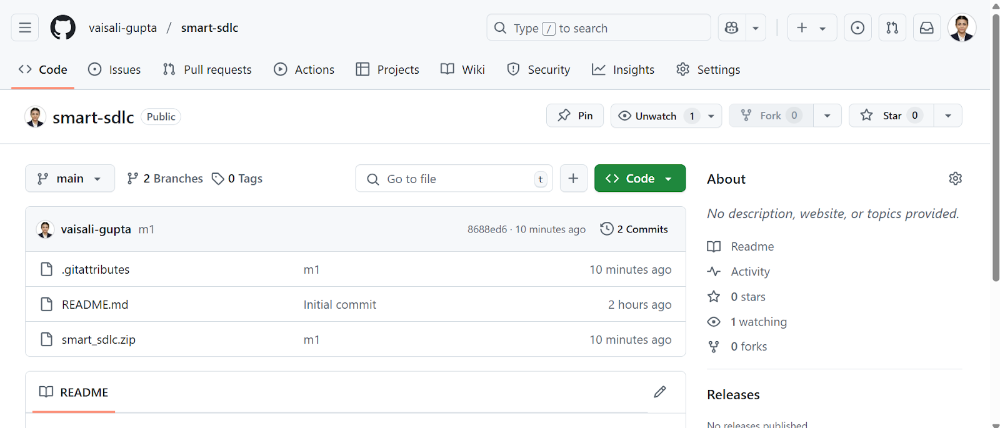 vaisali-gupta / smart-sdlc
Type / to search
Code Issues Pull requests Actions Projects Wiki Security Insights Settings
smart-sdlc Public
Pin Unwatch 1 Fork 0 Star 0
main 2 Branches 0 Tags
Go to file t
Code
About
No description, website, or topics provided.
vaisali-gupta m1 8688ed6 · 10 minutes ago 2 Commits
.gitattributes m1 10 minutes ago
README.md Initial commit 2 hours ago
smart_sdlc.zip m1 10 minutes ago
README
Readme
Activity
0 stars
1 watching
0 forks
Releases
No releases published